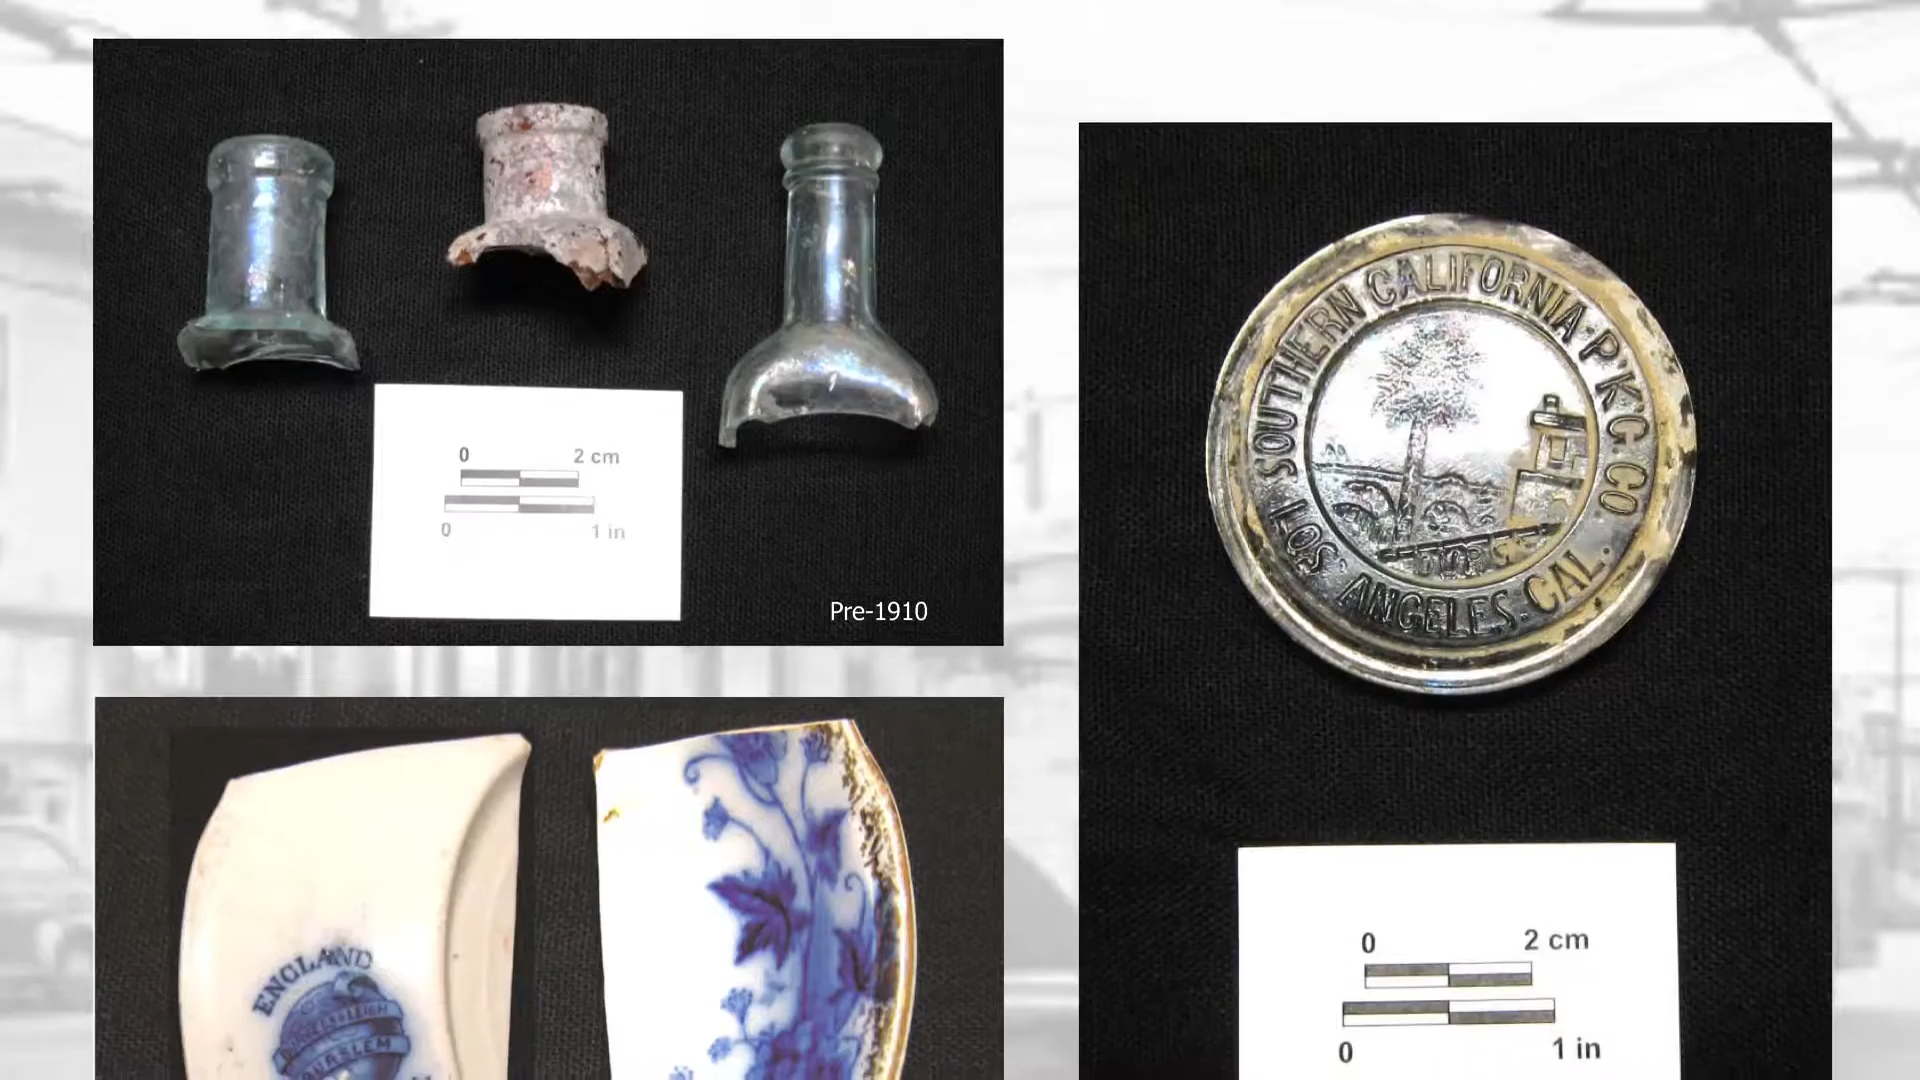 0 2 cm
0 1 in
Pre-1910
SOUTHERN CALIFORNIA P'K'G CO
LOS ANGELES, CAL.
ENGLAND
BURSLEM
0 2 cm
0 1 in